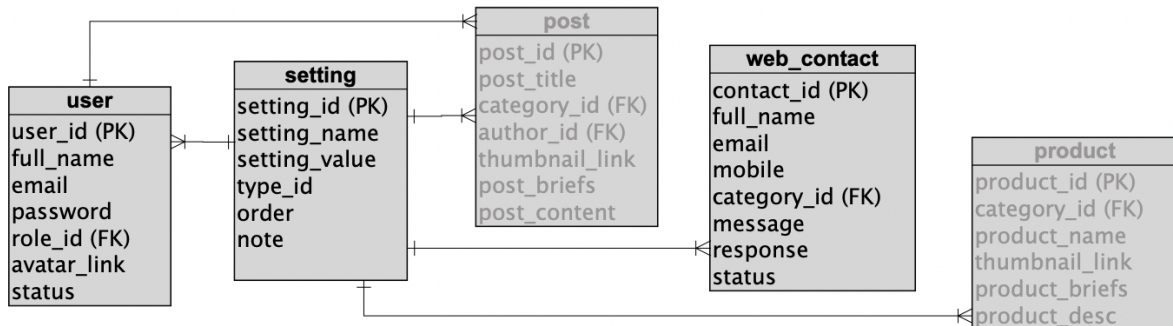 user
user_id (PK)
full_name
email
password
role_id (FK)
avatar_link
status
setting
setting_id (PK)
setting_name
setting_value
type_id
order
note
post
post_id (PK)
post_title
category_id (FK)
author_id (FK)
thumbnail_link
post_briefs
post_content
web_contact
contact_id (PK)
full_name
email
mobile
category_id (FK)
message
response
status
product
product_id (PK)
category_id (FK)
product_name
thumbnail_link
product_briefs
product_desc